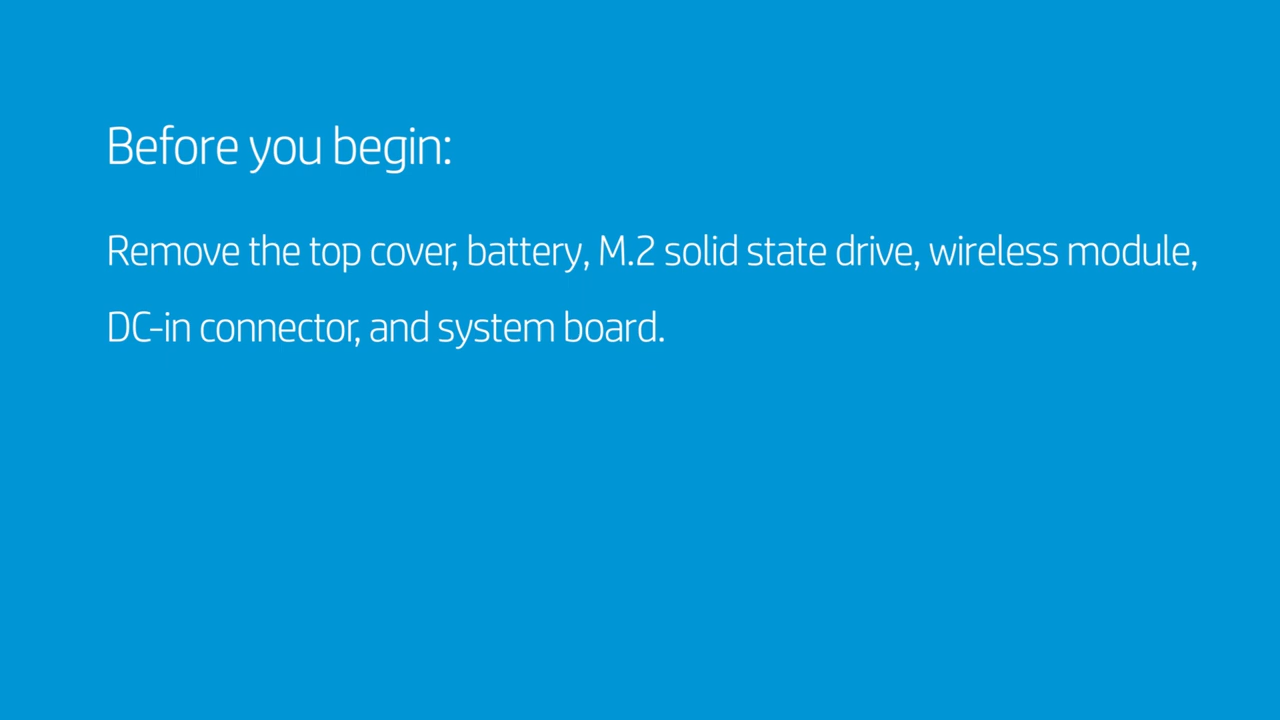 Before you begin:
Remove the top cover, battery, M.2 solid state drive, wireless module,
DC-in connector, and system board.